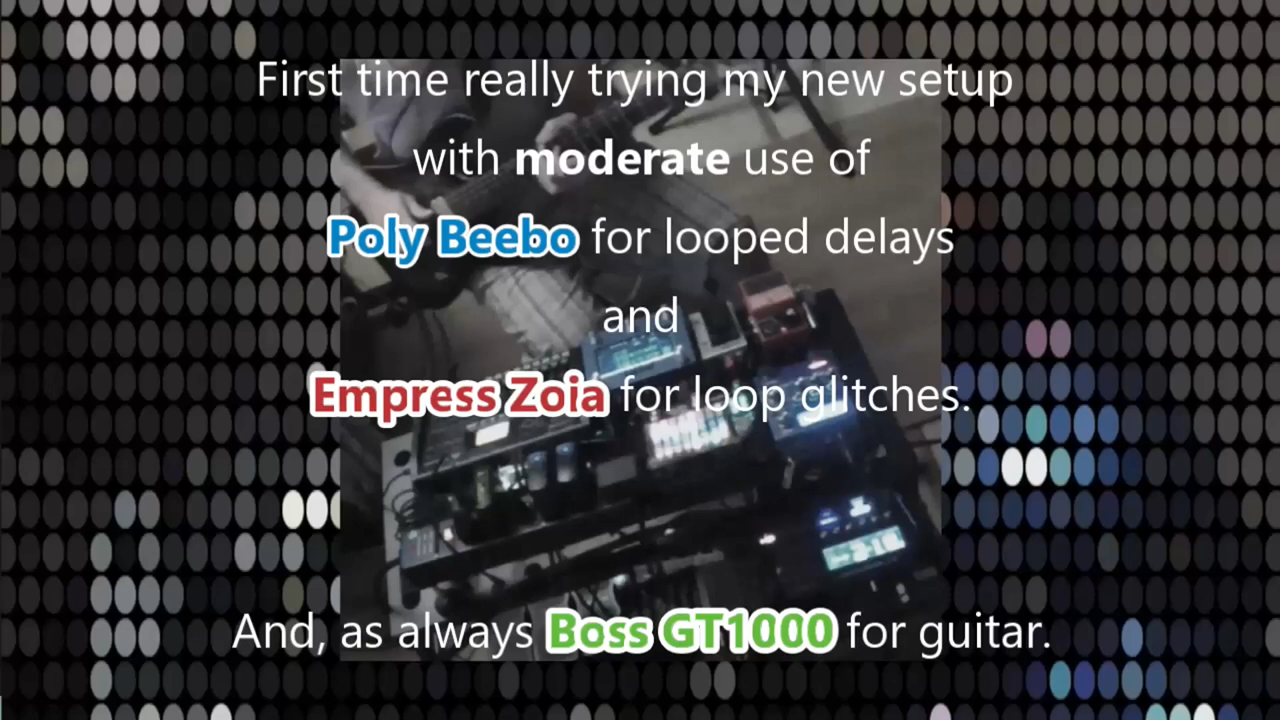 First time really trying my new setup
with moderate use of
Poly Beebo for looped delays
and
Empress Zoia for loop glitches.
And, as always Boss GT1000 for guitar.